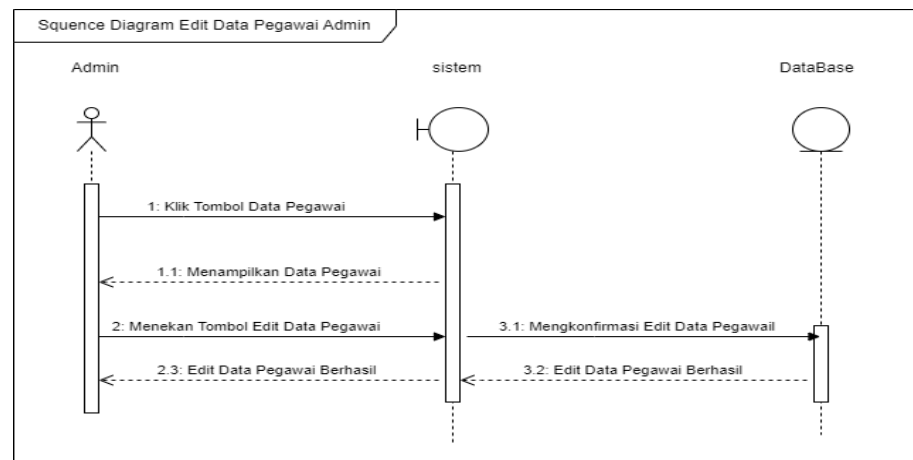 Squence Diagram Edit Data Pegawai Admin
Admin
sistem
DataBase
1: Klik Tombol Data Pegawai
1.1: Menampilkan Data Pegawai
2: Menekan Tombol Edit Data Pegawai
3.1: Mengkonfirmasi Edit Data Pegawail
2.3: Edit Data Pegawai Berhasil
3.2: Edit Data Pegawai Berhasil